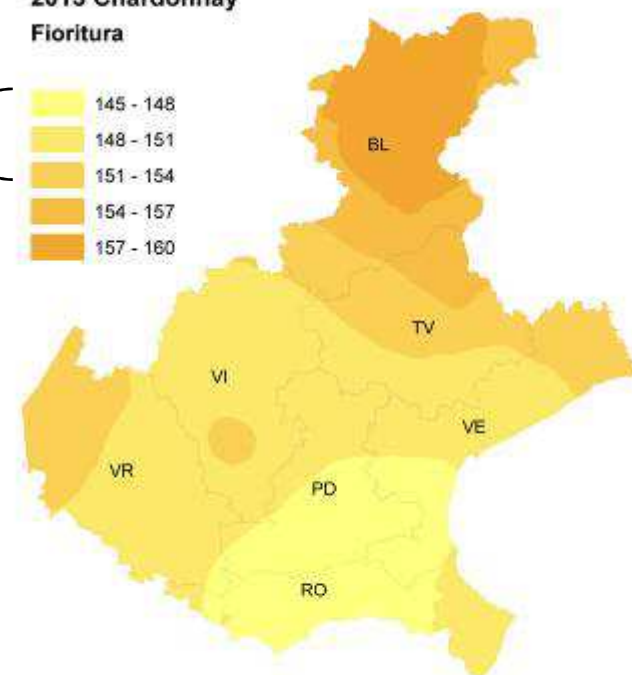 2013 Chardonnay
Fioritura
145 - 148
148 - 151
151 - 154
154 - 157
157 - 160
BL
TV
VI
VE
VR
PD
RO